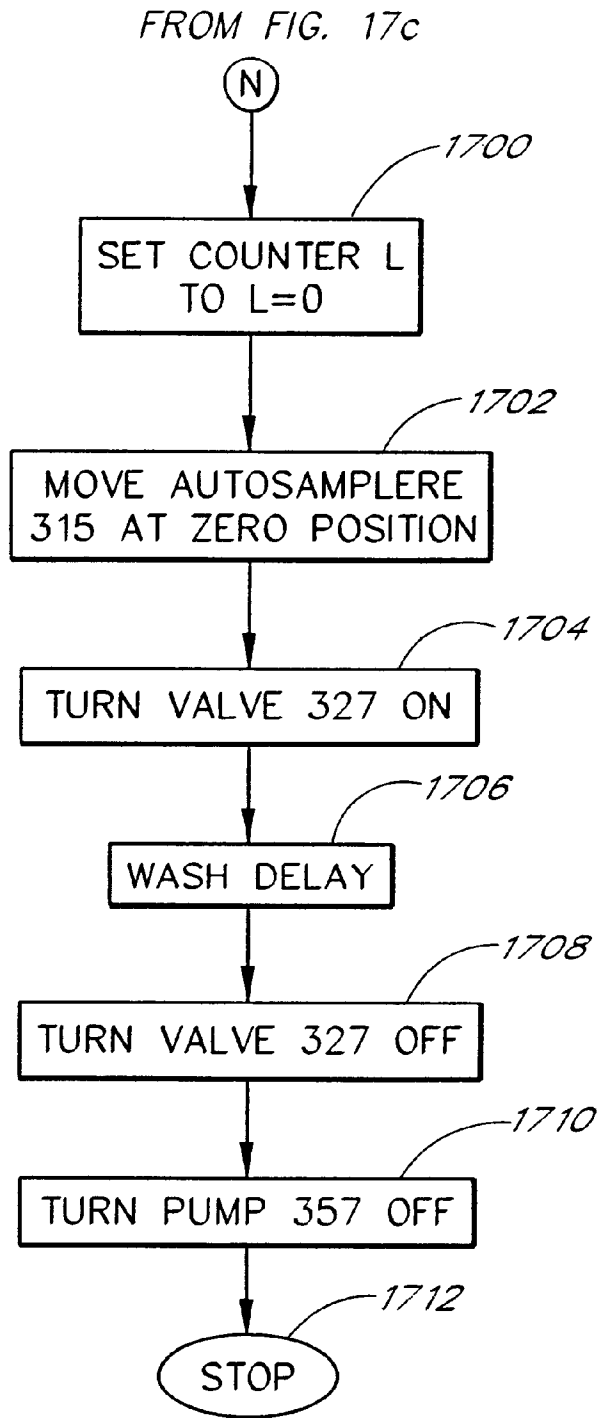 FROM FIG. 17c
N
1700
SET COUNTER L
TO L=0
1702
MOVE AUTOSAMPLERE
315 AT ZERO POSITION
1704
TURN VALVE 327 ON
1706
WASH DELAY
1708
TURN VALVE 327 OFF
1710
TURN PUMP 357 OFF
1712
STOP